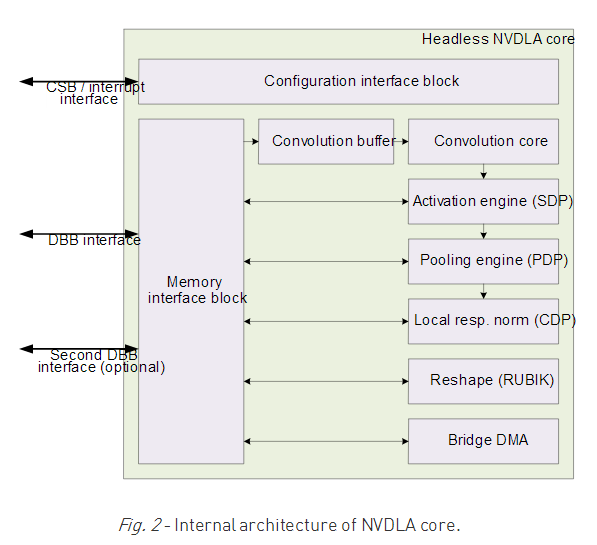 Headless NVDLA core
Configuration interface block
CSB / interrupt
interface
Convolution buffer
Convolution core
Activation engine (SDP)
DBB interface
Pooling engine (PDP)
Memory
interface block
Local resp. norm (CDP)
Second DBB
interface (optional)
Reshape (RUBIK)
Bridge DMA
Fig. 2 - Internal architecture of NVDLA core.